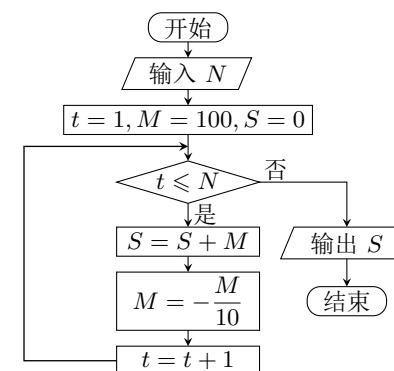 开始
输入 N
t = 1, M = 100, S = 0
t ⩽ N
否
是
S = S + M
输出 S
M = −M/10
结束
t = t + 1